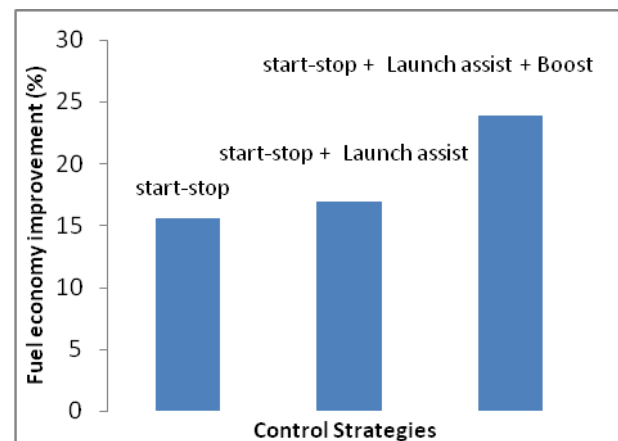 30
start-stop + Launch assist + Boost
25
20
start-stop + Launch assist
start-stop
15
10
5
0
Fuel economy improvement (%)
Control Strategies